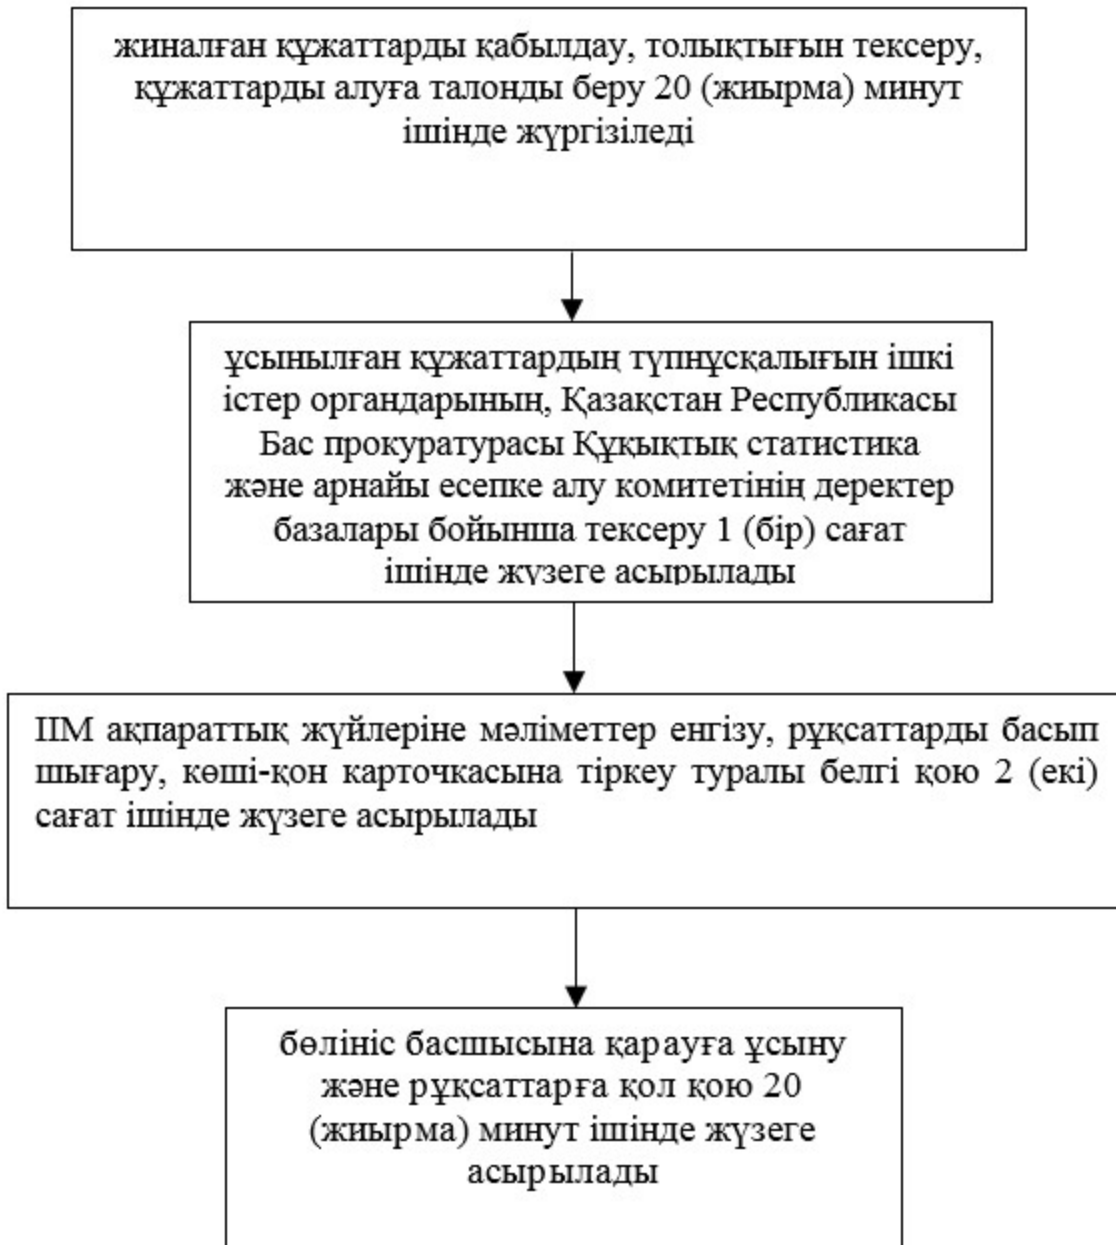 жиналған құжаттарды қабылдау, толықтығын тексеру,
құжаттарды алуға талонды беру 20 (жиырма) минут
ішінде жүргізіледі
ұсынылған құжаттардың түпнұсқалығын ішкі
істер органдарының, Қазақстан Республикасы
Бас прокуратурасы Құқықтық статистика
және арнайы есепке алу комитетінің деректер
базалары бойынша тексеру 1 (бір) сағат
ішінде жүзеге асырылады
ІІМ ақпараттық жүйлеріне мәліметтер енгізу, рұқсаттарды басып
шығару, көші-қон карточкасына тіркеу туралы белгі қою 2 (екі)
сағат ішінде жүзеге асырылады
бөлініс басшысына қарауға ұсыну
және рұқсаттарға қол қою 20
(жиырма) минут ішінде жүзеге
асырылады